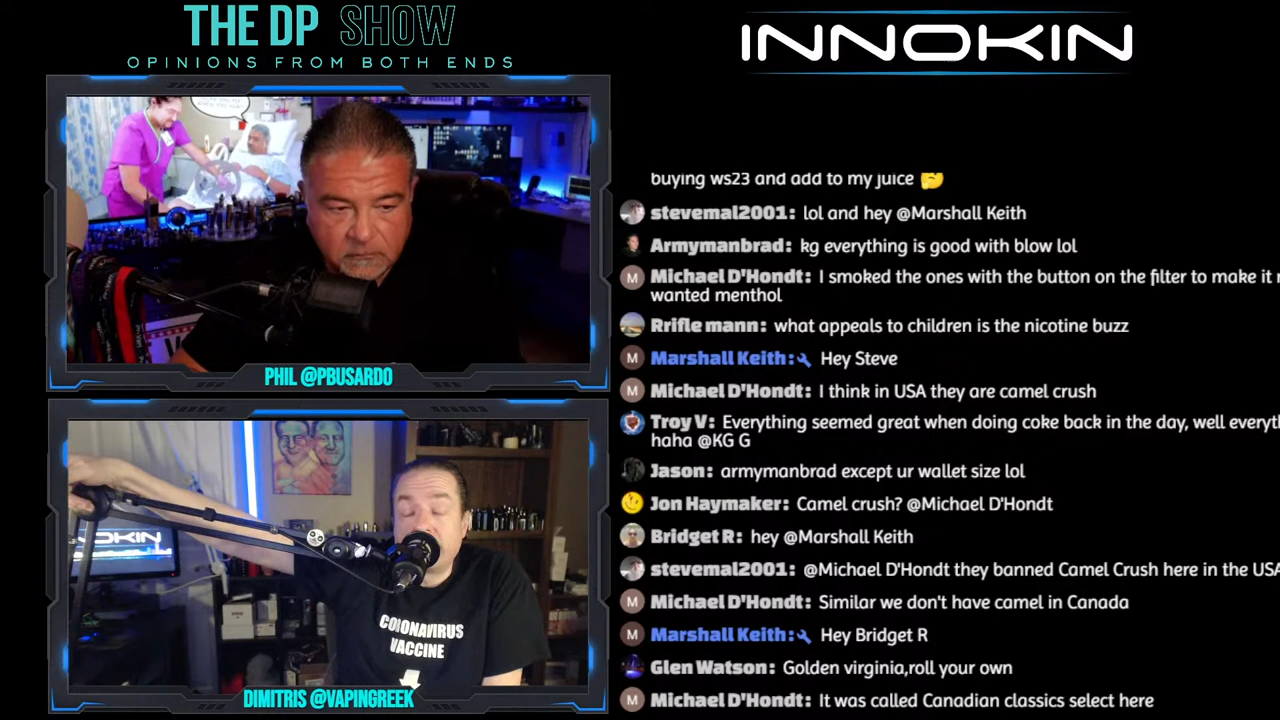 THE DP SHOW
OPINIONS FROM BOTH ENDS
INNOKIN
PHIL @PBUSARDO
INNOKIN
CORONAVIRUS
VACCINE
DIMITRIS @VAPINGREEK
buying ws23 and add to my juice 🤔
stevemal2001: lol and hey @Marshall Keith
Armymanbrad: kg everything is good with blow lol
M Michael D'Hondt: I smoked the ones with the button on the filter to make it
wanted menthol
Rrifle mann: what appeals to children is the nicotine buzz
M Marshall Keith: Hey Steve
M Michael D'Hondt: I think in USA they are camel crush
Troy V: Everything seemed great when doing coke back in the day, well everyt
haha @KG G
Jason: armymanbrad except ur wallet size lol
Jon Haymaker: Camel crush? @Michael D'Hondt
Bridget R: hey @Marshall Keith
stevemal2001: @Michael D'Hondt they banned Camel Crush here in the USA
M Michael D'Hondt: Similar we don't have camel in Canada
M Marshall Keith: Hey Bridget R
Glen Watson: Golden virginia,roll your own
M Michael D'Hondt: It was called Canadian classics select here